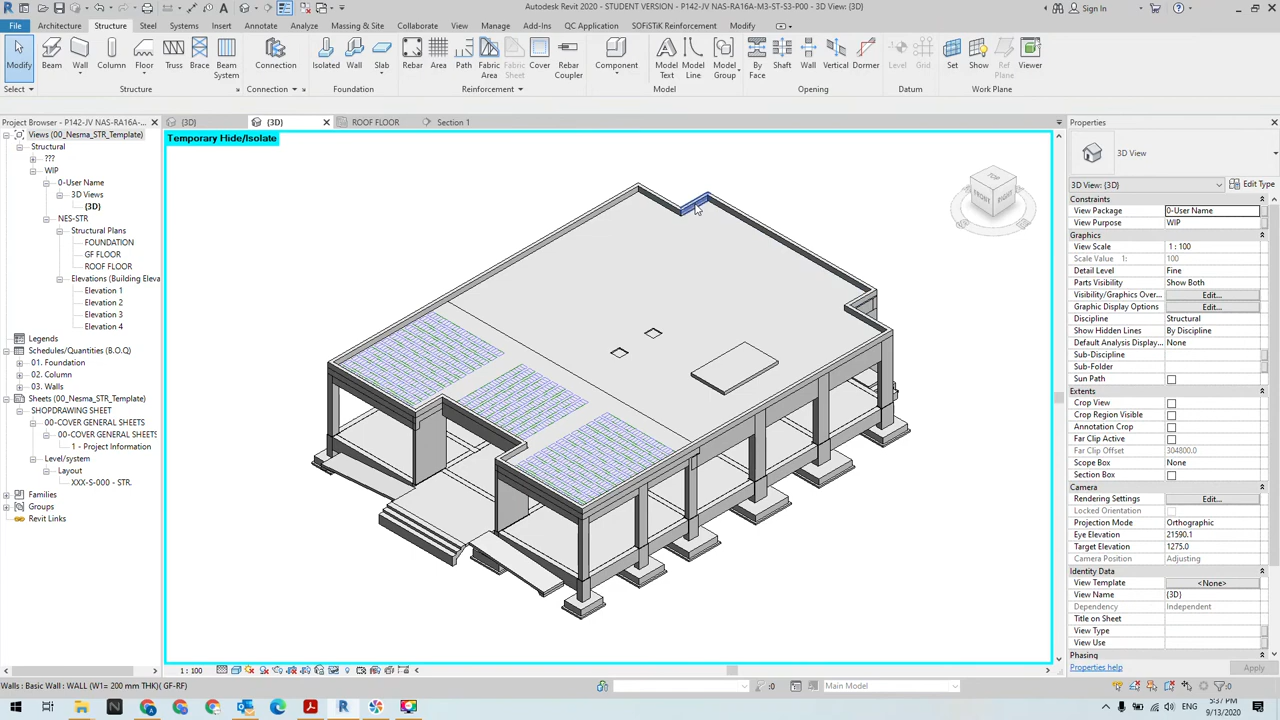 Autodesk Revit 2020 - STUDENT VERSION - P142-JV NAS-RA16A-M3-ST-S3-P00 - 3D View: {3D}
Sign In
File Architecture Structure Steel Systems Insert Annotate Analyze Massing & Site Collaborate View Manage Add-Ins QC Application SOFiSTiK Reinforcement Modify
Modify Beam Wall Column Floor Truss Brace Beam System Connection Isolated Wall Slab Rebar Area Path Fabric Area Fabric Sheet Cover Rebar Coupler Component Model Text Model Line Model Group By Face Shaft Wall Vertical Dormer Level Grid Set Show Ref Plane Viewer
Select Structure Connection Foundation Reinforcement Model Opening Datum Work Plane
Project Browser - P142-JV NAS-RA16A-...
{3D} {3D} ROOF FLOOR Section 1
Properties
Views (00_Nesma_STR_Template)
Structural
???
WIP
0-User Name
3D Views
{3D}
NES-STR
Structural Plans
FOUNDATION
GF FLOOR
ROOF FLOOR
Elevations (Building Eleva
Elevation 1
Elevation 2
Elevation 3
Elevation 4
Legends
Schedules/Quantities (B.O.Q)
01. Foundation
02. Column
03. Walls
Sheets (00_Nesma_STR_Template)
SHOPDRAWING SHEET
00-COVER GENERAL SHEETS
00-COVER GENERAL SHEETS
1 - Project Information
Level/system
Layout
XXX-S-000 - STR.
Families
Groups
Revit Links
Temporary Hide/Isolate
TOP
FRONT RIGHT
3D View
3D View: {3D} Edit Type
Constraints
View Package 0-User Name
View Purpose WIP
Graphics
View Scale 1 : 100
Scale Value 1: 100
Detail Level Fine
Parts Visibility Show Both
Visibility/Graphics Over... Edit...
Graphic Display Options Edit...
Discipline Structural
Show Hidden Lines By Discipline
Default Analysis Display... None
Sub-Discipline
Sub-Folder
Sun Path
Extents
Crop View
Crop Region Visible
Annotation Crop
Far Clip Active
Far Clip Offset 304800.0
Scope Box None
Section Box
Camera
Rendering Settings Edit...
Locked Orientation
Projection Mode Orthographic
Eye Elevation 21590.1
Target Elevation 1275.0
Camera Position Adjusting
Identity Data
View Template <None>
View Name {3D}
Dependency Independent
Title on Sheet
View Type
View Use
Phasing
Properties help Apply
1 : 100
Walls : Basic Wall : WALL (W1= 200 mm THK) (GF-RF)
:0
Main Model
:0
ENG
5:37 PM
9/13/2020